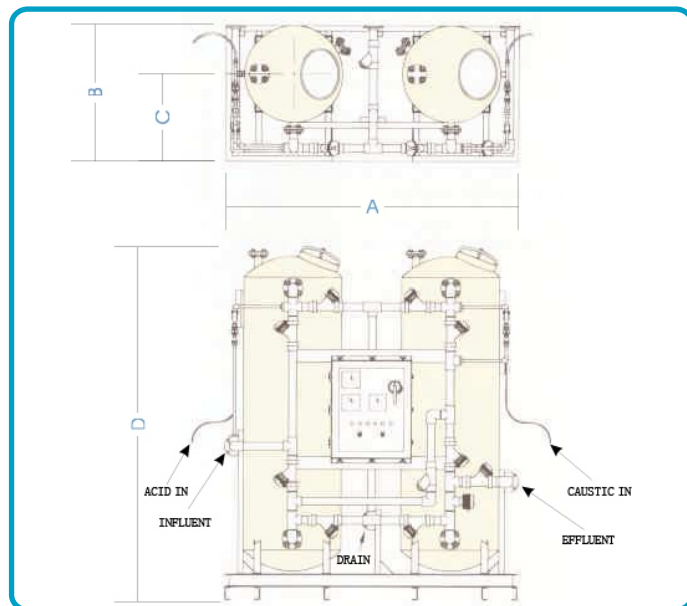 B
C
A
D
ACID IN
INFLUENT
DRAIN
CAUSTIC IN
EFFLUENT